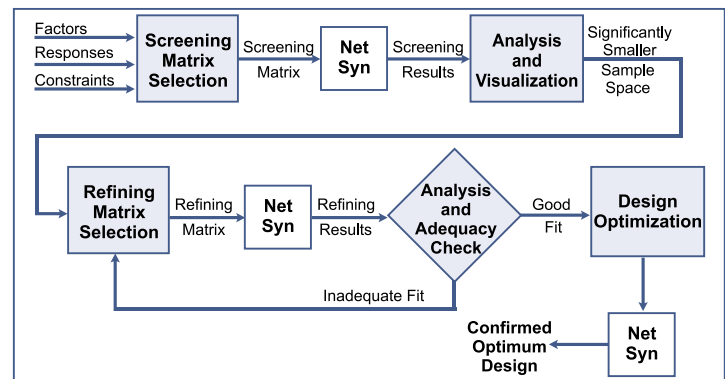 Factors
Responses
Constraints
Screening
Matrix
Selection
Screening
Matrix
Net
Syn
Screening
Results
Analysis
and
Visualization
Significantly
Smaller
Sample
Space
Refining
Matrix
Selection
Refining
Matrix
Net
Syn
Refining
Results
Analysis
and
Adequacy
Check
Good
Fit
Design
Optimization
Inadequate Fit
Net
Syn
Confirmed
Optimum
Design